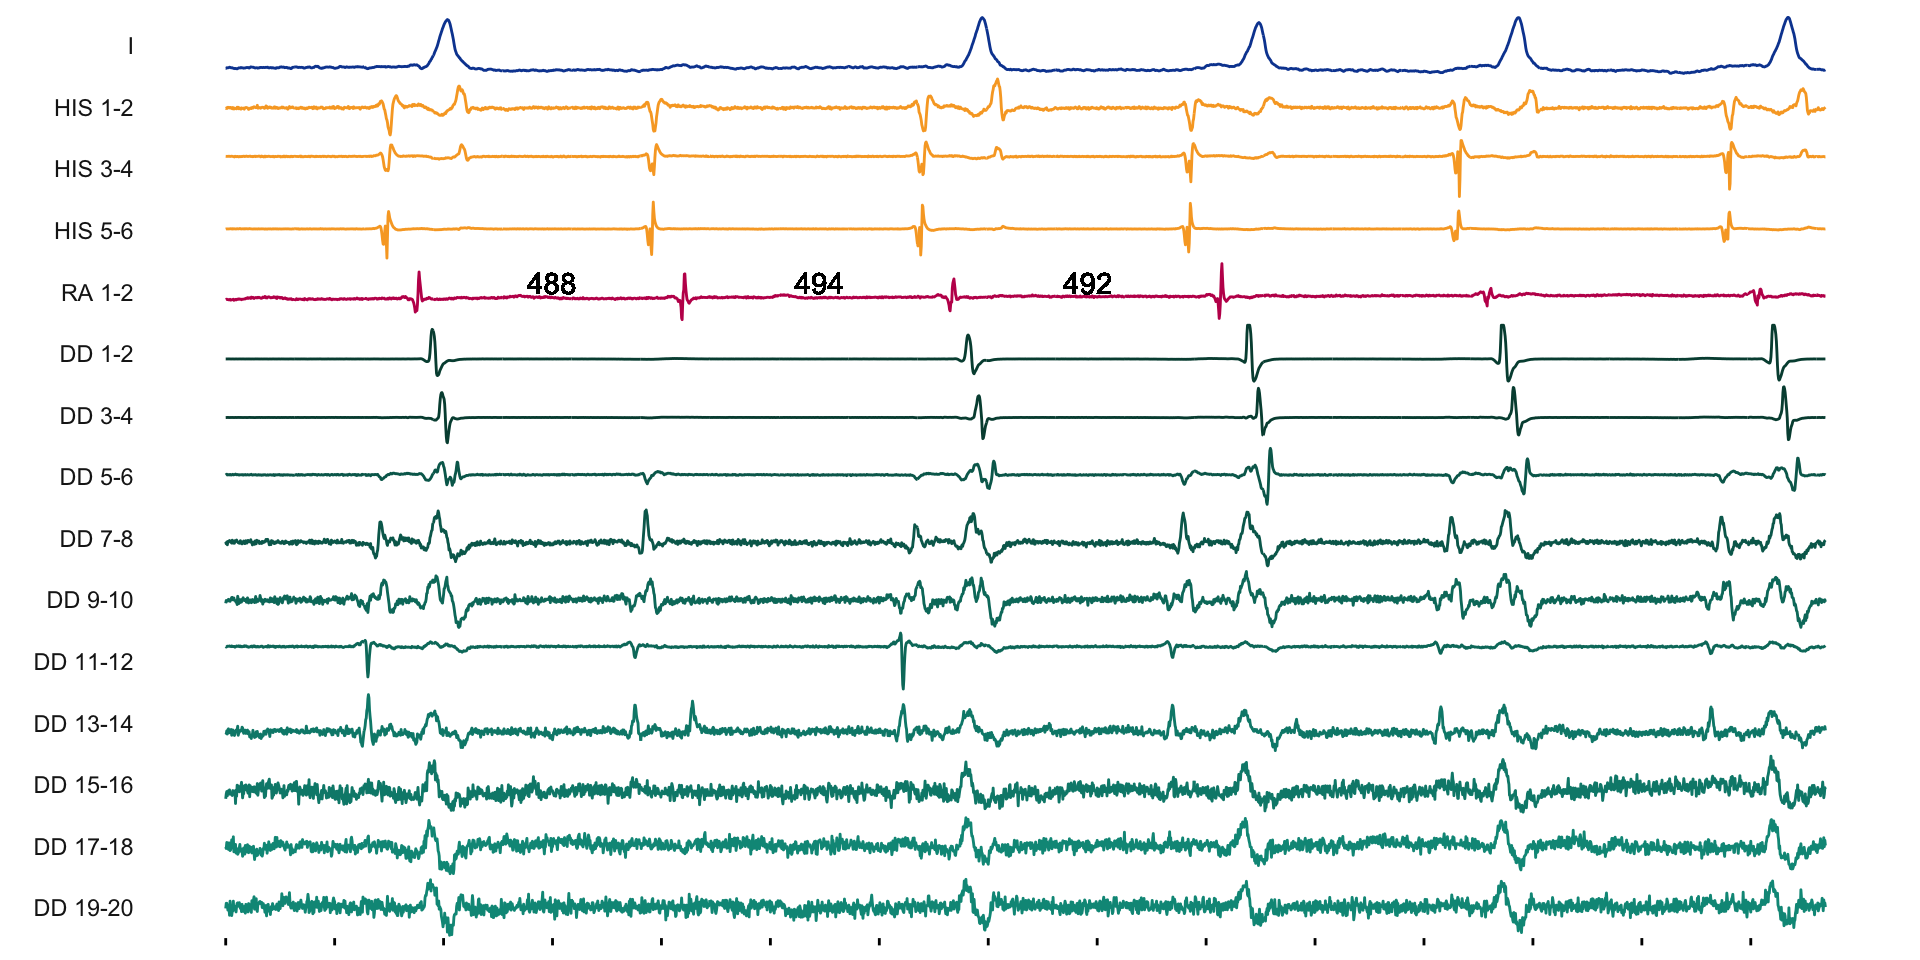 I
HIS 1-2
HIS 3-4
HIS 5-6
RA 1-2
488 494 492
DD 1-2
DD 3-4
DD 5-6
DD 7-8
DD 9-10
DD 11-12
DD 13-14
DD 15-16
DD 17-18
DD 19-20